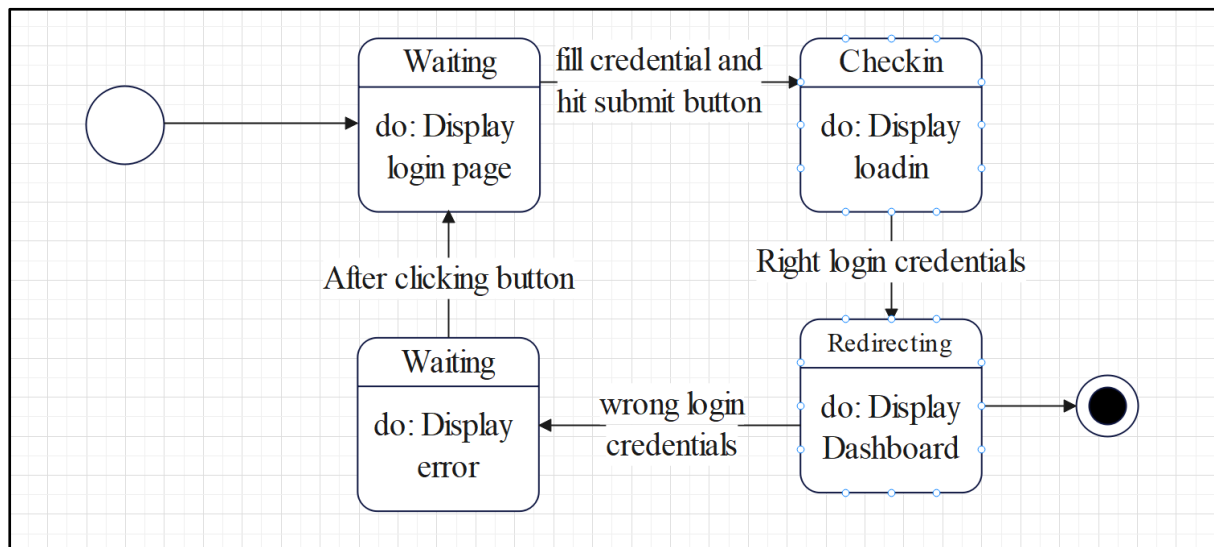 Waiting
do: Display
login page
fill credential and
hit submit button
Checkin
do: Display
loadin
After clicking button
Right login credentials
Waiting
do: Display
error
wrong login
credentials
Redirecting
do: Display
Dashboard